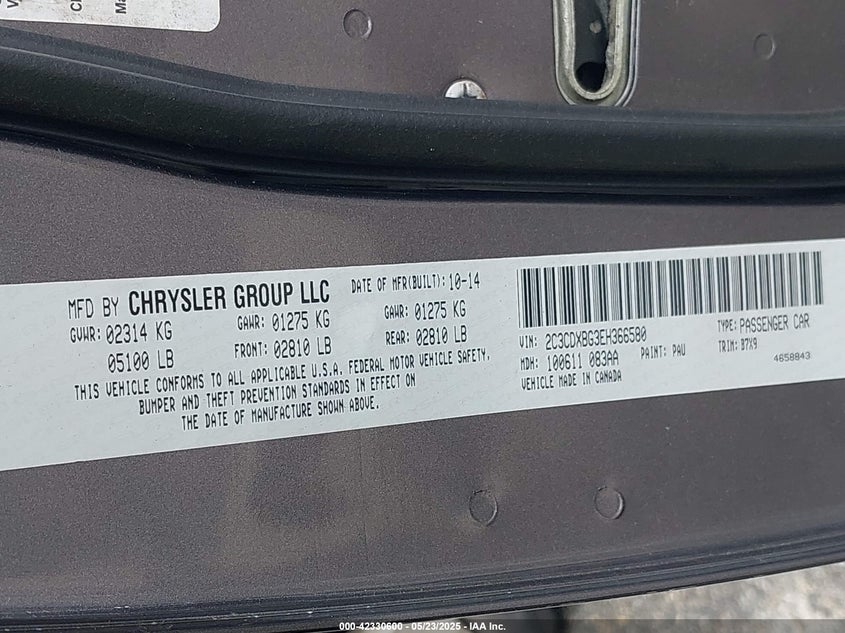 MFD BY CHRYSLER GROUP LLC DATE OF MFR(BUILT): 10-14
GVWR: 02314 KG GAWR: 01275 KG GAWR: 01275 KG
05100 LB FRONT: 02810 LB REAR: 02810 LB
THIS VEHICLE CONFORMS TO ALL APPLICABLE U.S.A. FEDERAL MOTOR VEHICLE SAFETY,
BUMPER AND THEFT PREVENTION STANDARDS IN EFFECT ON
THE DATE OF MANUFACTURE SHOWN ABOVE.
VIN: 2C3CDXBG3EH366580 TYPE: PASSENGER CAR
MDH: 100611 083AA PAINT: PAU TRIM: B7X9
VEHICLE MADE IN CANADA 4658843
000-42330600 — 05/23/2025 — IAA Inc.